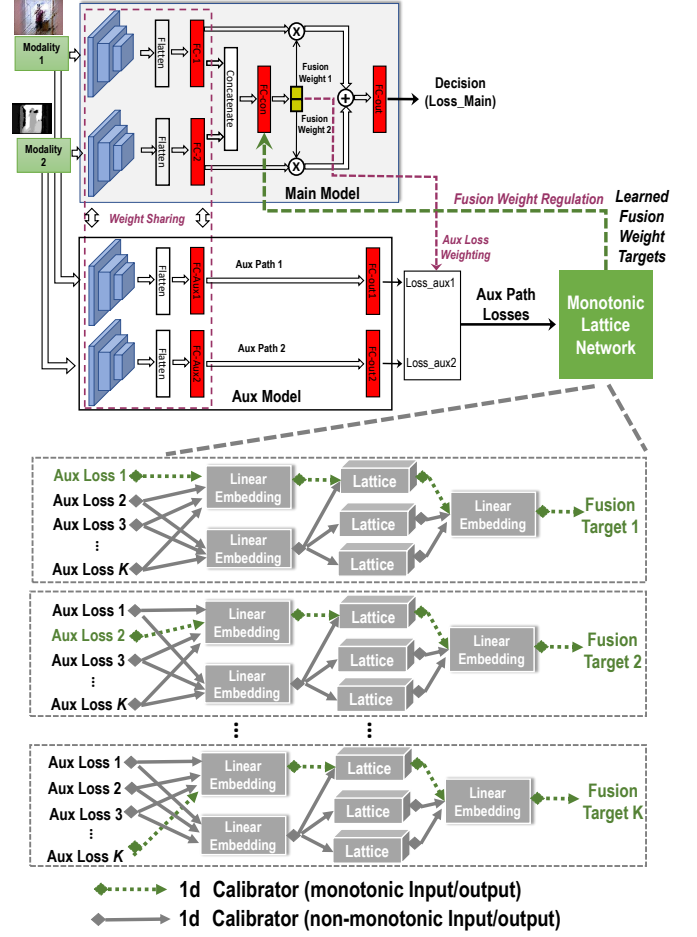 Modality
1
Modality
2
Flatten
FC-1
Concatenate
FC-con
Fusion
Weight 1
Fusion
Weight 2
X
X
+
FC-out
Flatten
FC-2
Main Model
Decision
(Loss_Main)
Weight Sharing
Fusion Weight Regulation
Learned
Fusion
Weight
Targets
Aux Loss
Weighting
Flatten
FC-Aux1
Aux Path 1
FC-out1
Loss_aux1
Flatten
FC-Aux2
Aux Path 2
FC-out2
Loss_aux2
Aux Model
Aux Path
Losses
Monotonic
Lattice
Network
Aux Loss 1
Aux Loss 2
Aux Loss 3
...
Aux Loss K
Linear
Embedding
Linear
Embedding
Lattice
Lattice
Lattice
Linear
Embedding
Fusion
Target 1
Aux Loss 1
Aux Loss 2
Aux Loss 3
...
Aux Loss K
Linear
Embedding
Linear
Embedding
Lattice
Lattice
Lattice
Linear
Embedding
Fusion
Target 2
...
...
Aux Loss 1
Aux Loss 2
Aux Loss 3
...
Aux Loss K
Linear
Embedding
Linear
Embedding
Lattice
Lattice
Lattice
Linear
Embedding
Fusion
Target K
1d Calibrator (monotonic Input/output)
1d Calibrator (non-monotonic Input/output)